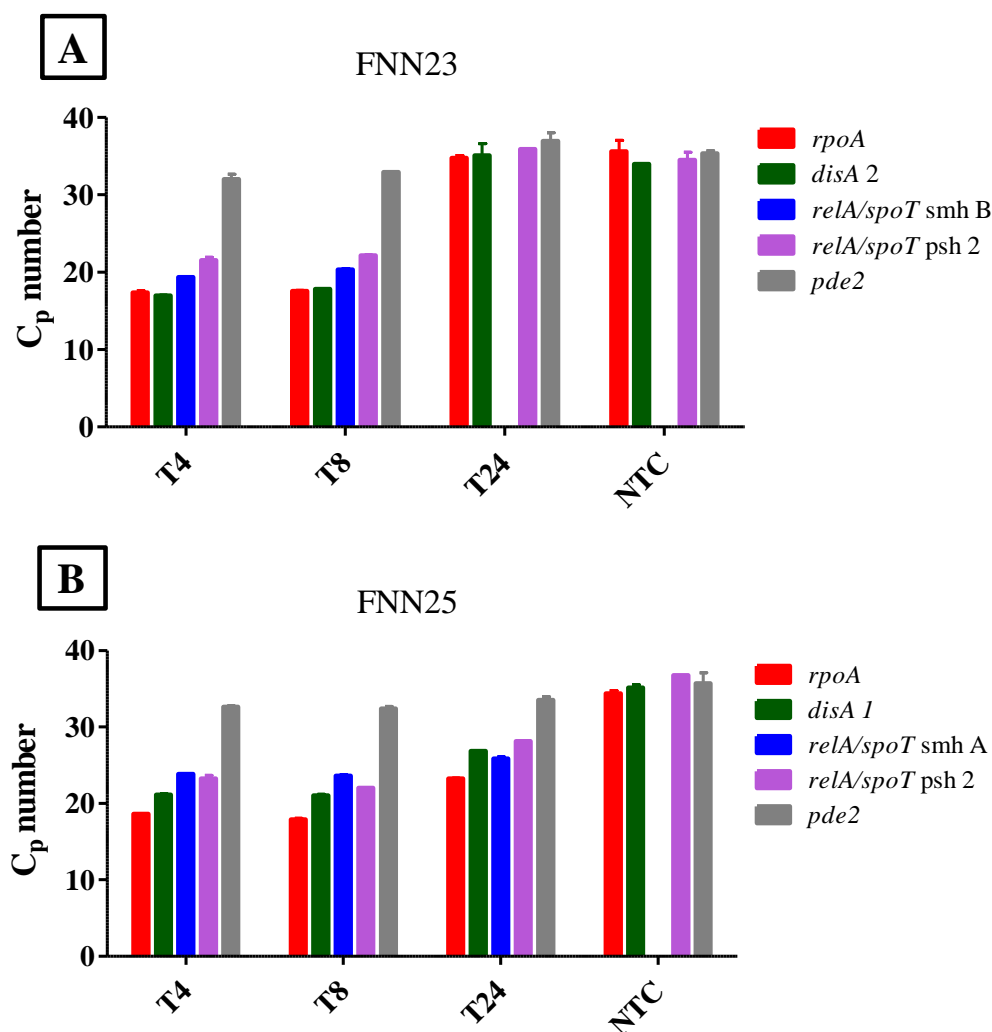 A
FNN23
40
30
20
10
0
Cp number
T4
T8
T24
NTC
rpoA
disA 2
relA/spoT smh B
relA/spoT psh 2
pde2
B
FNN25
40
30
20
10
0
Cp number
T4
T8
T24
NTC
rpoA
disA 1
relA/spoT smh A
relA/spoT psh 2
pde2